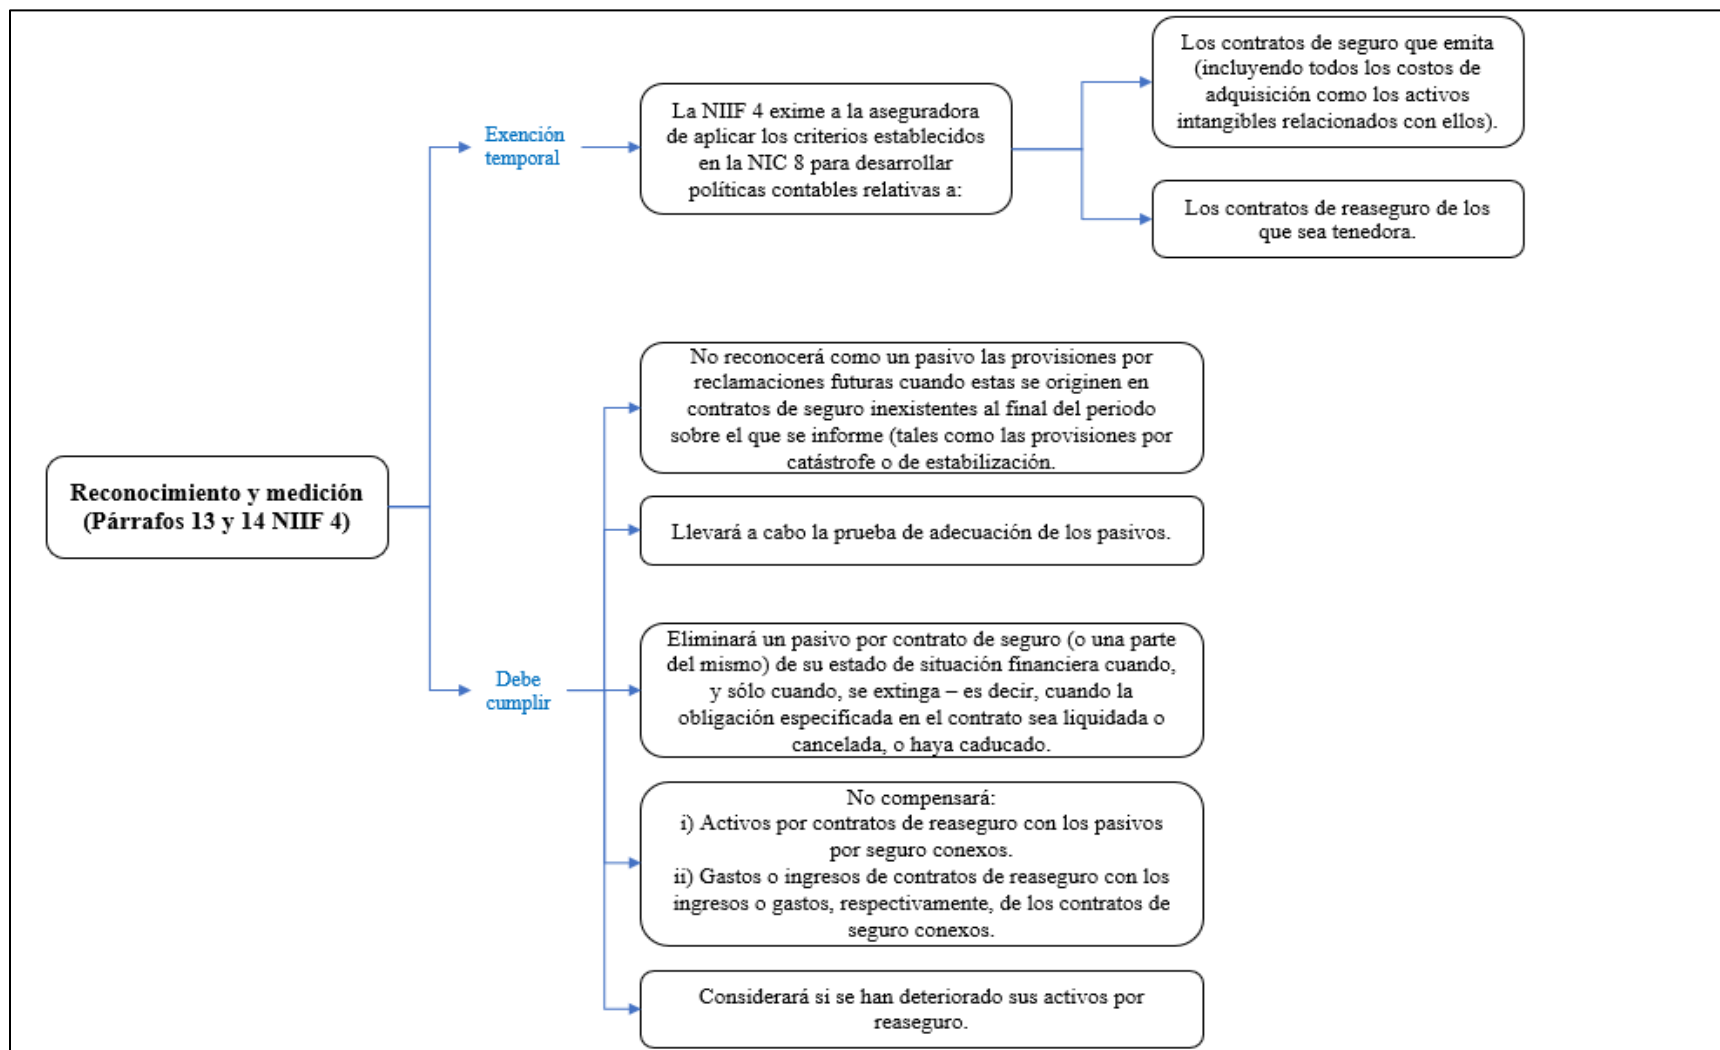 Reconocimiento y medición
(Párrafos 13 y 14 NIIF 4)
Exención
temporal
La NIIF 4 exime a la aseguradora
de aplicar los criterios establecidos
en la NIC 8 para desarrollar
políticas contables relativas a:
Los contratos de seguro que emita
(incluyendo todos los costos de
adquisición como los activos
intangibles relacionados con ellos).
Los contratos de reaseguro de los
que sea tenedora.
Debe
cumplir
No reconocerá como un pasivo las provisiones por
reclamaciones futuras cuando estas se originen en
contratos de seguro inexistentes al final del periodo
sobre el que se informe (tales como las provisiones por
catástrofe o de estabilización.
Llevará a cabo la prueba de adecuación de los pasivos.
Eliminará un pasivo por contrato de seguro (o una parte
del mismo) de su estado de situación financiera cuando,
y sólo cuando, se extinga – es decir, cuando la
obligación especificada en el contrato sea liquidada o
cancelada, o haya caducado.
No compensará:
i) Activos por contratos de reaseguro con los pasivos
por seguro conexos.
ii) Gastos o ingresos de contratos de reaseguro con los
ingresos o gastos, respectivamente, de los contratos de
seguro conexos.
Considerará si se han deteriorado sus activos por
reaseguro.